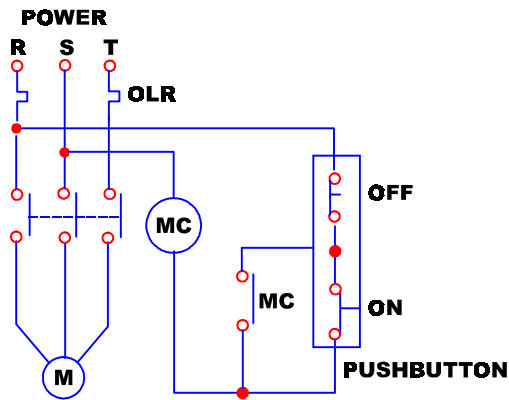 POWER
R S T
OLR
OFF
MC
MC
ON
PUSHBUTTON
M